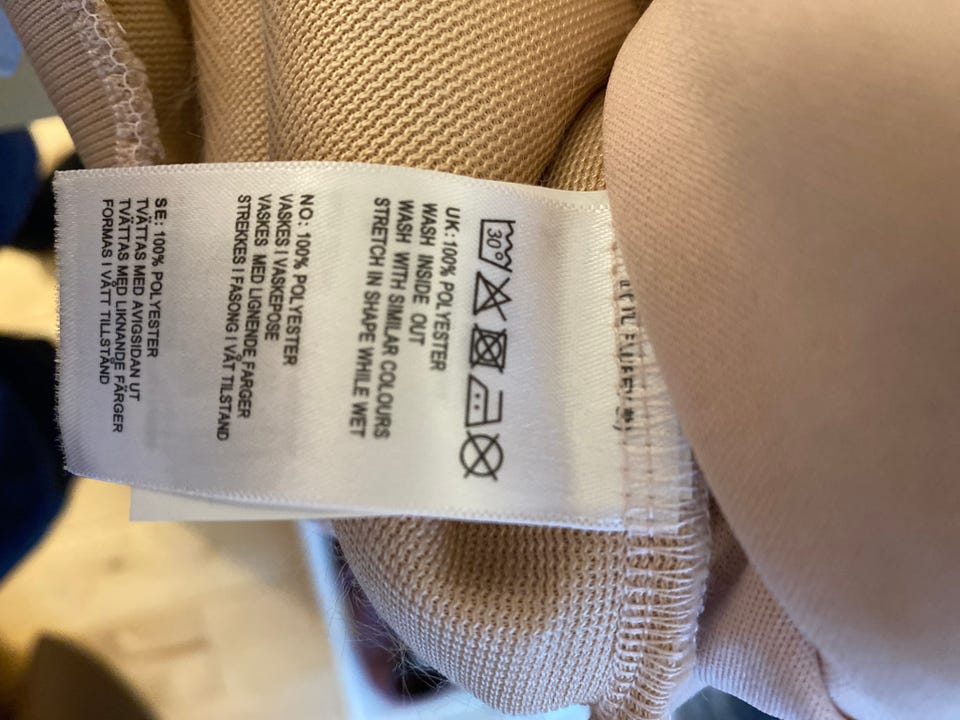 30°
UK: 100% POLYESTER
WASH INSIDE OUT
WASH WITH SIMILAR COLOURS
STRETCH IN SHAPE WHILE WET
NO: 100% POLYESTER
VASKES I VASKEPOSE
VASKES MED LIGNENDE FARGER
STREKKES I FASONG I VÅT TILSTAND
SE: 100% POLYESTER
TVÄTTAS MED AVIGSIDAN UT
TVÄTTAS MED LIKNANDE FÄRGER
FORMAS I VÅTT TILLSTÅND